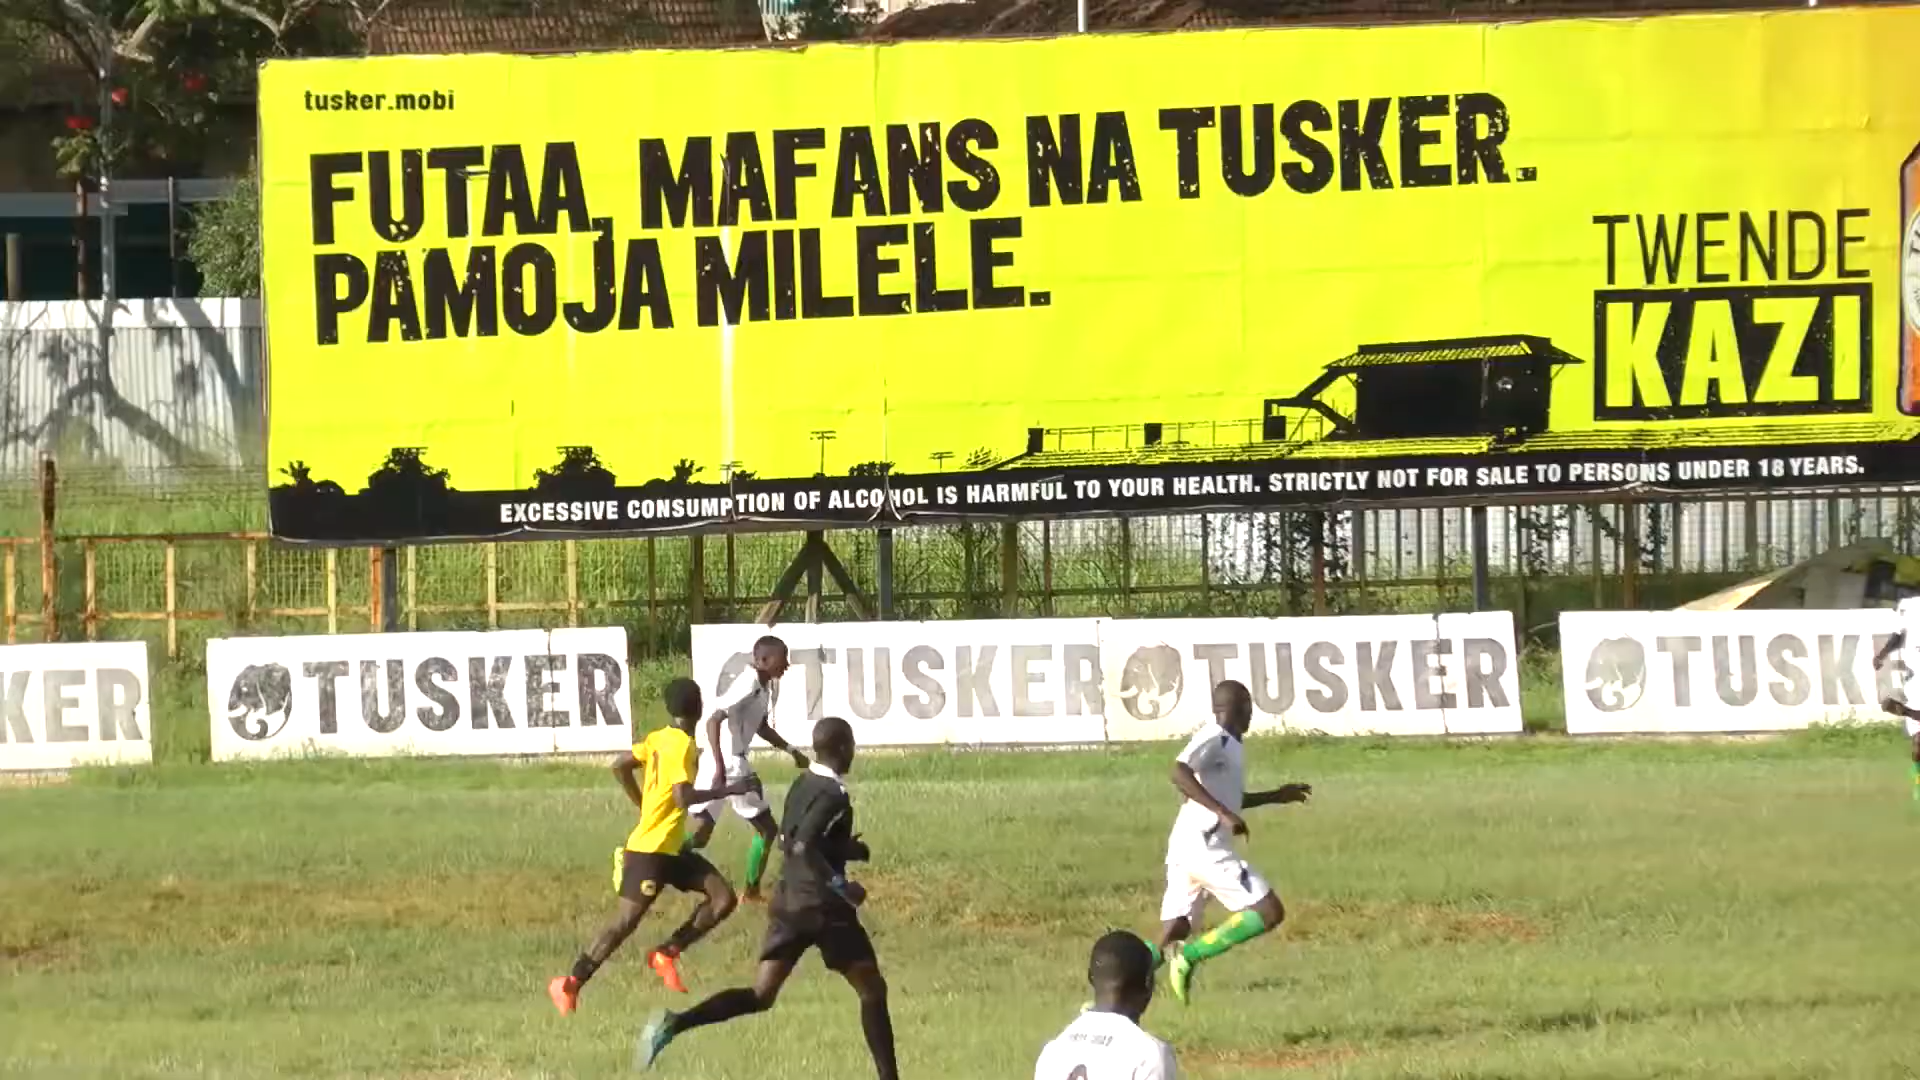 tusker.mobi
FUTAA, MAFANS NA TUSKER.
PAMOJA MILELE.
TWENDE
KAZI
EXCESSIVE CONSUMPTION OF ALCOHOL IS HARMFUL TO YOUR HEALTH. STRICTLY NOT FOR SALE TO PERSONS UNDER 18 YEARS.
KER
TUSKER
TUSKER
TUSKER
TUSKE